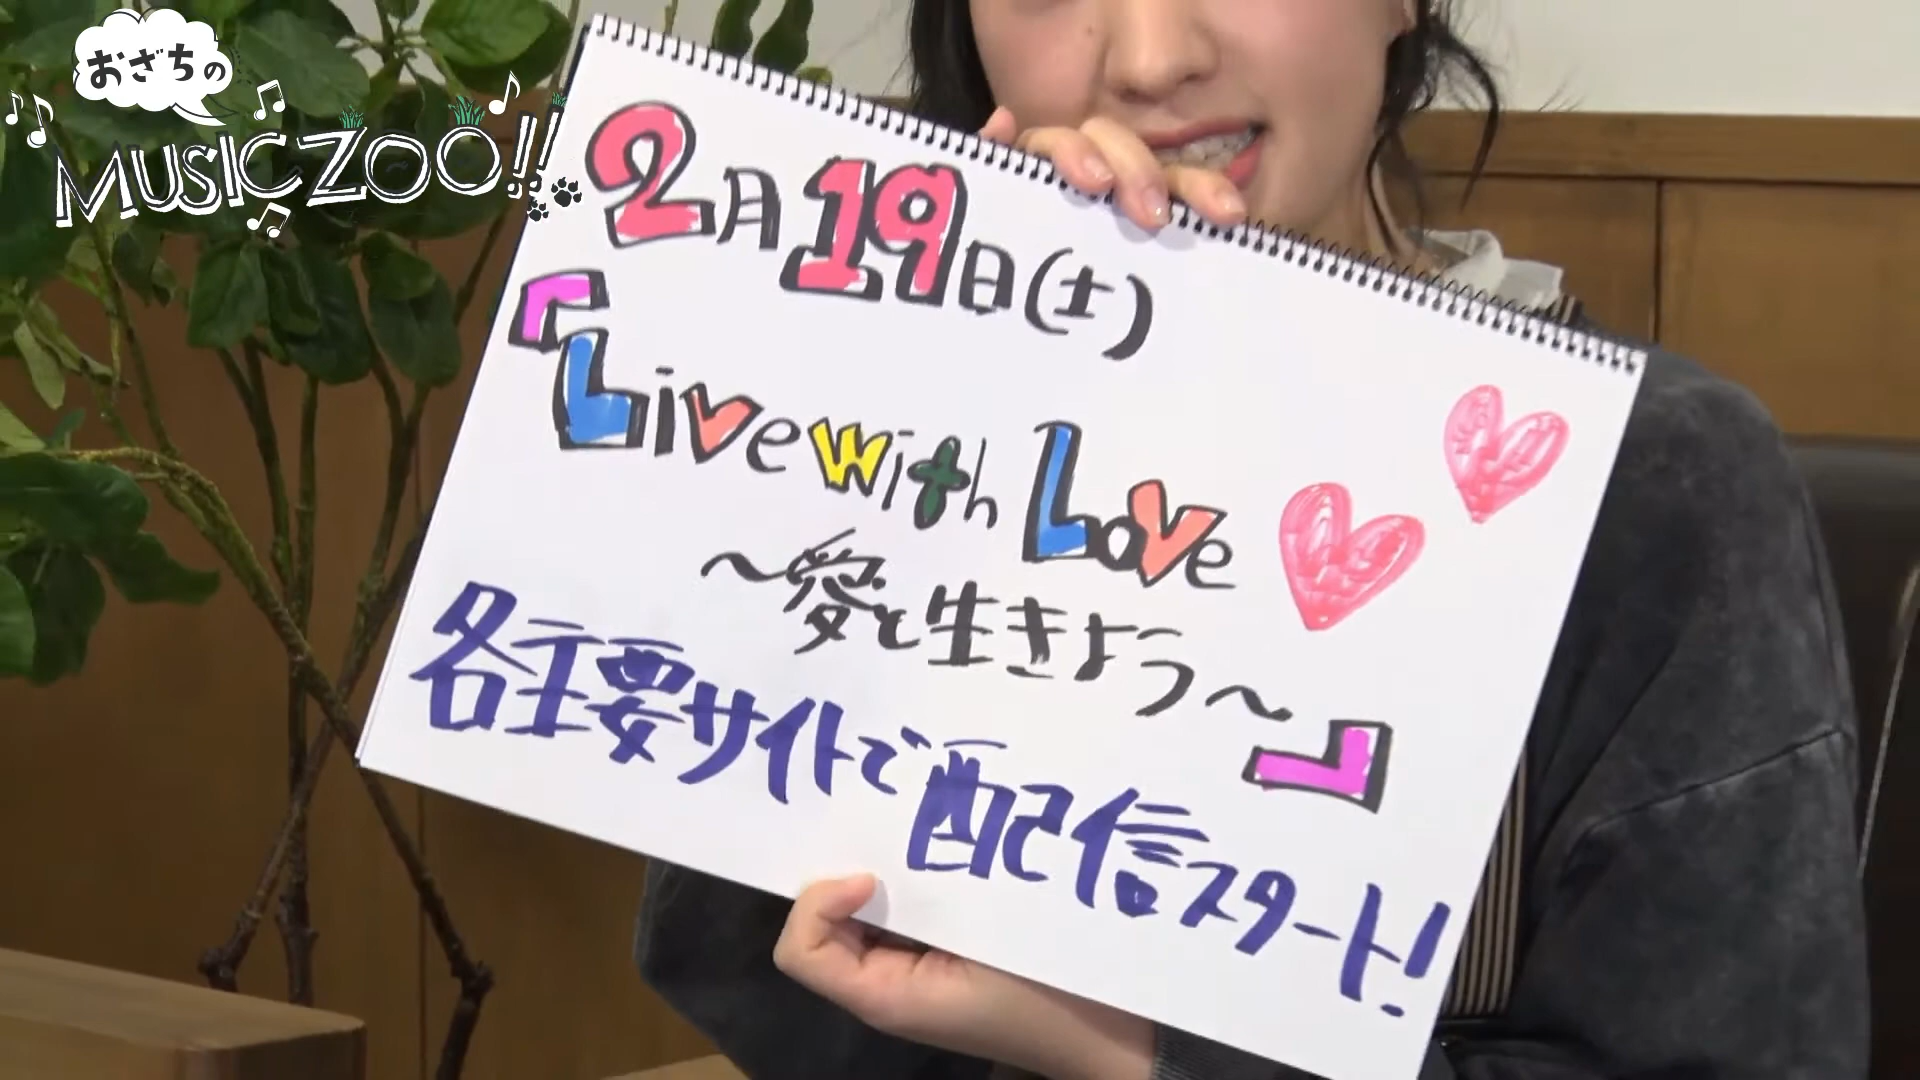 おざちの
MUSIC ZOO!!
2月19日(土)
「Live with Love
～愛と生きよう～」
各主要サイトで配信スタート!